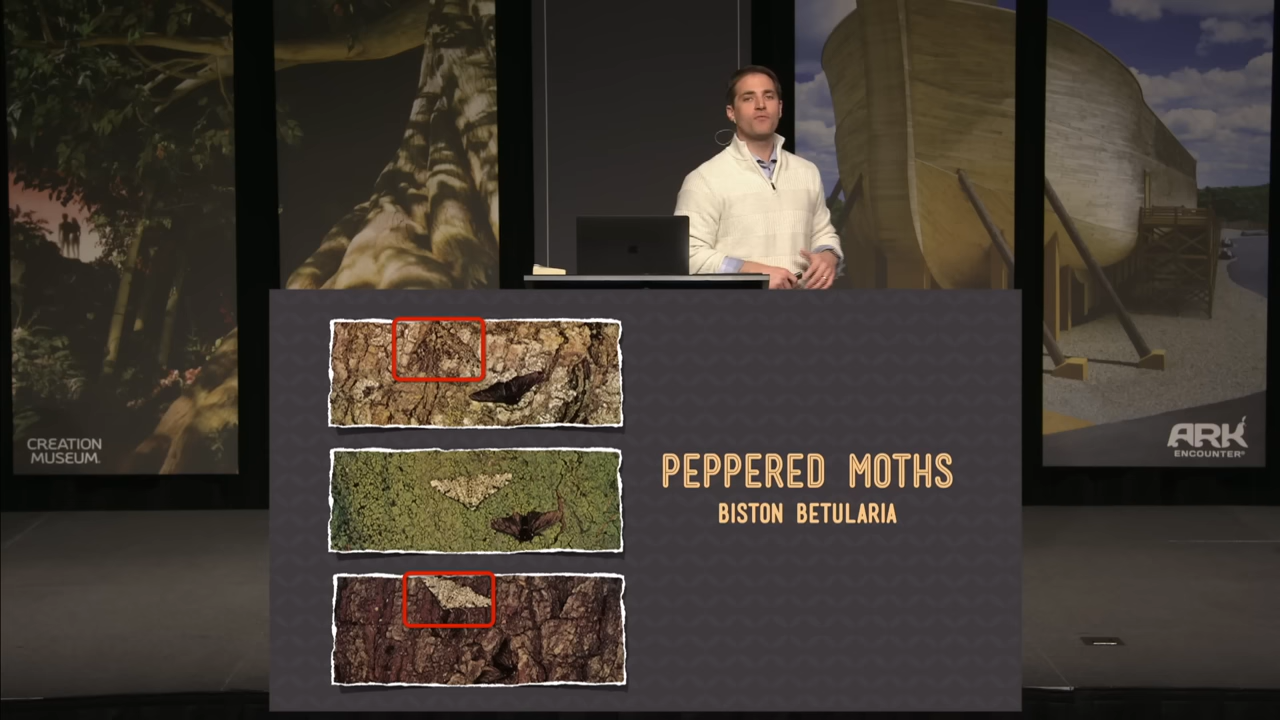 CREATION
MUSEUM
ARK
ENCOUNTER
PEPPERED MOTHS
BISTON BETULARIA